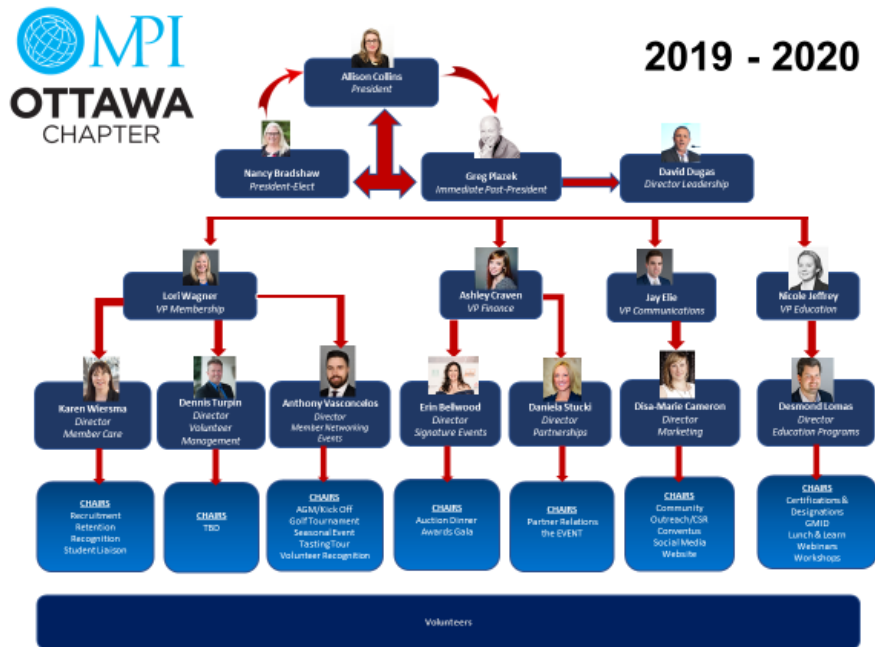 MPI
OTTAWA
CHAPTER
2019 - 2020
Allison Collins
President
Nancy Bradshaw
President-Elect
Greg Plazek
Immediate Past-President
David Dugas
Director Leadership
Lori Wagner
VP Membership
Ashley Craven
VP Finance
Jay Elie
VP Communications
Nicole Jeffrey
VP Education
Karen Wiersma
Director
Member Care
Dennis Turpin
Director
Volunteer
Management
Anthony Vasconcelos
Director
Member Networking
Events
Erin Bellwood
Director
Signature Events
Daniela Stucki
Director
Partnerships
Disa-Marie Cameron
Director
Marketing
Desmond Lomas
Director
Education Programs
CHAIRS
Recruitment
Retention
Recognition
Student Liaison
CHAIRS
TBD
CHAIRS
AGM/Kick Off
Golf Tournament
Seasonal Event
Tasting Tour
Volunteer Recognition
CHAIRS
Auction Dinner
Awards Gala
CHAIRS
Partner Relations
the EVENT
CHAIRS
Community
Outreach/CSR
Conventus
Social Media
Website
CHAIRS
Certifications &
Designations
GMID
Lunch & Learn
Webinars
Workshops
Volunteers